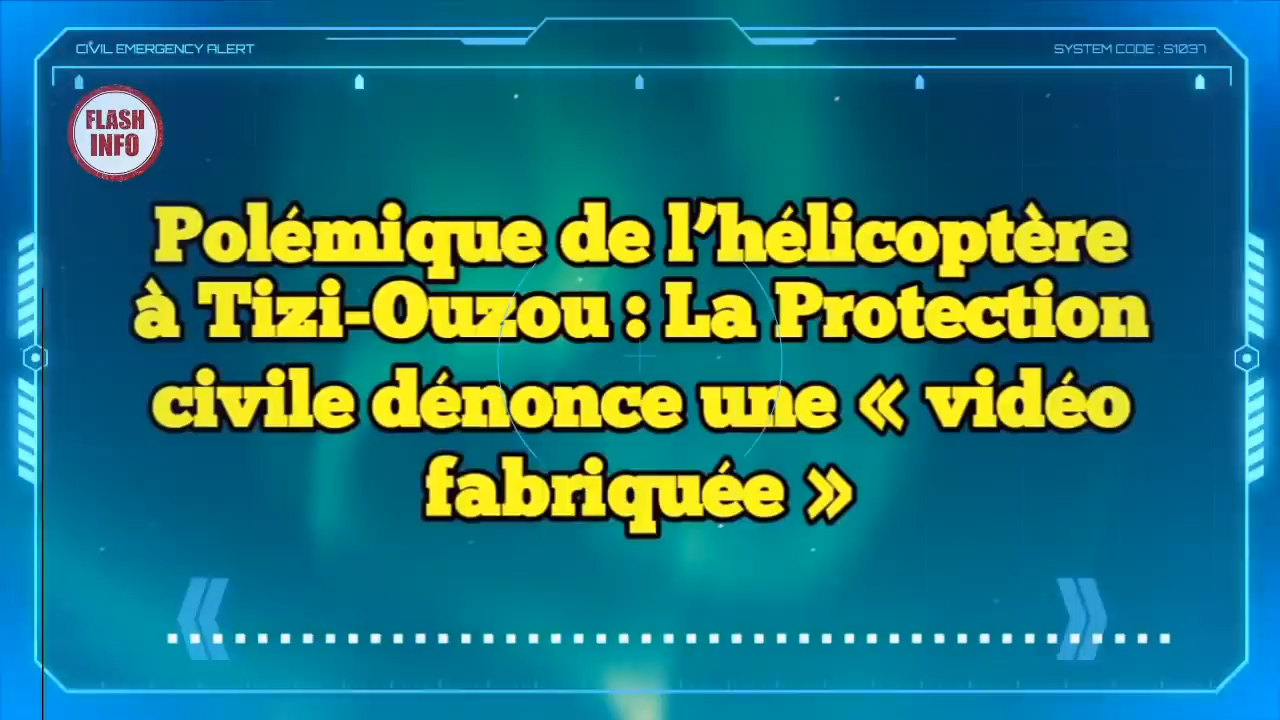 CIVIL EMERGENCY ALERT
SYSTEM CODE : S1037
FLASH
INFO
Polémique de l’hélicoptère
à Tizi-Ouzou : La Protection
civile dénonce une « vidéo
fabriquée »